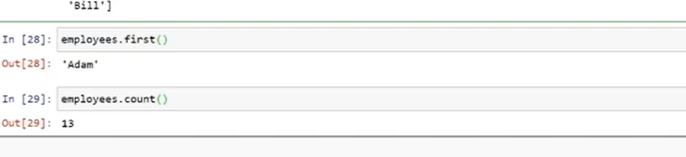 'Bill']
In [28]: employees.first()
Out[28]: 'Adam'
In [29]: employees.count()
Out[29]: 13